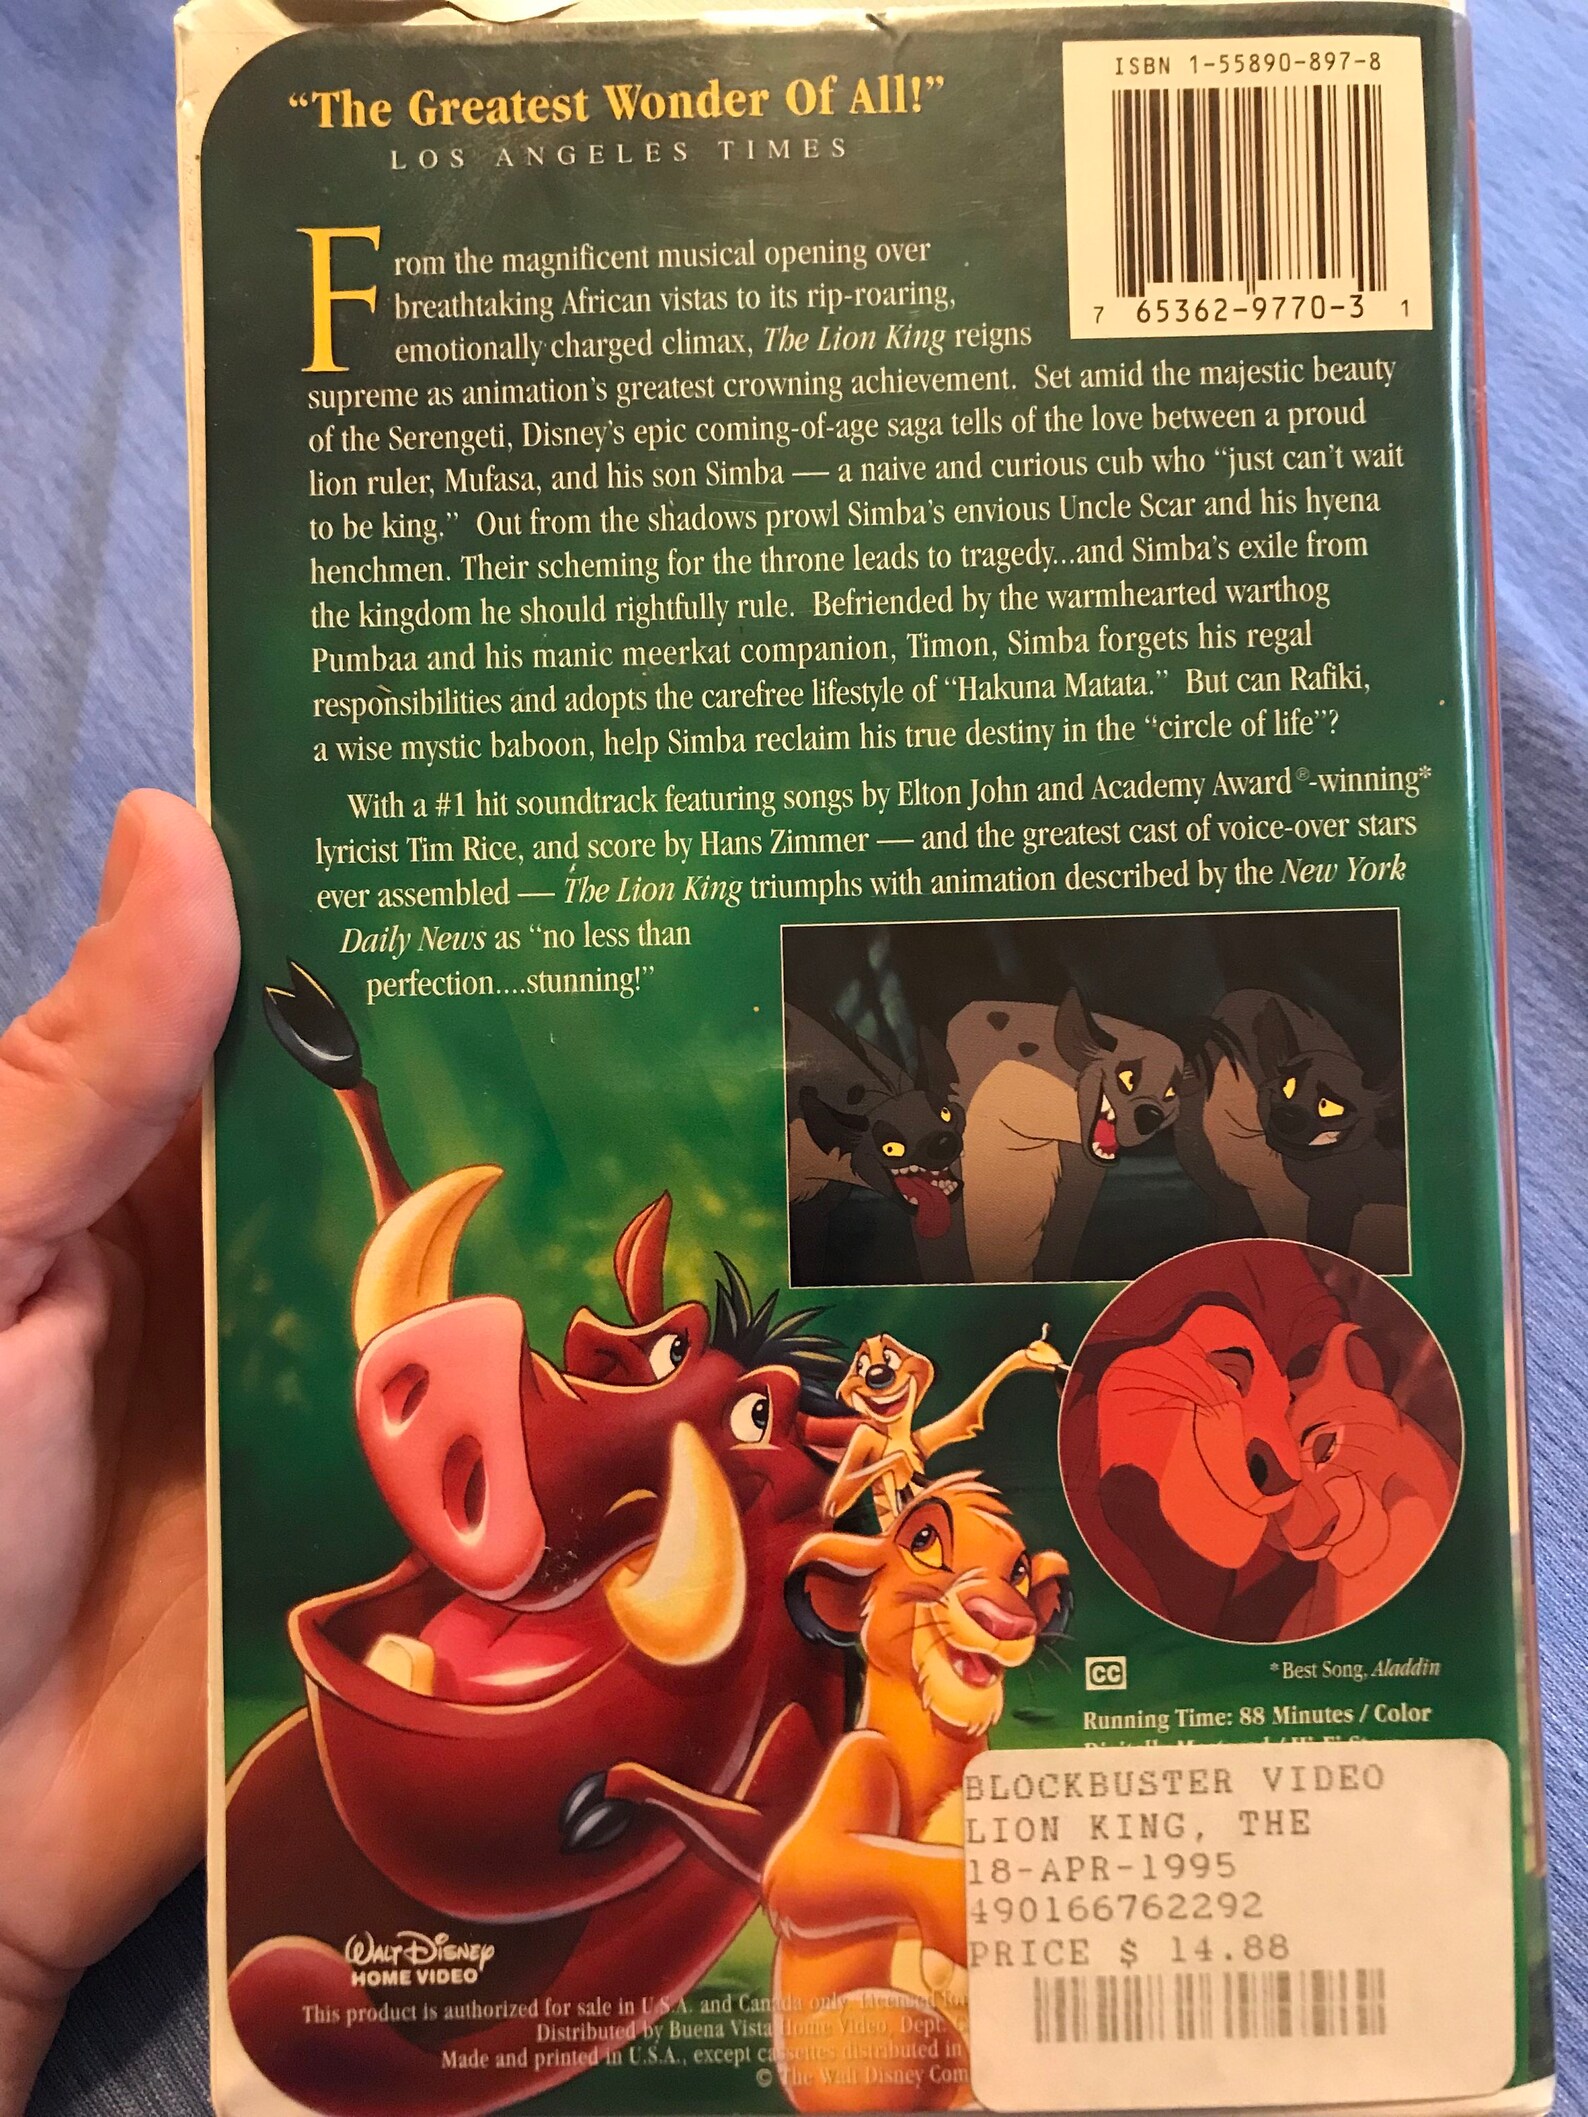 "The Greatest Wonder Of All!"
LOS ANGELES TIMES
ISBN 1-55890-897-8
7 65362-9770-3 1
From the magnificent musical opening over
breathtaking African vistas to its rip-roaring,
emotionally charged climax, The Lion King reigns
supreme as animation's greatest crowning achievement. Set amid the majestic beauty
of the Serengeti, Disney's epic coming-of-age saga tells of the love between a proud
lion ruler, Mufasa, and his son Simba — a naive and curious cub who "just can't wait
to be king." Out from the shadows prowl Simba's envious Uncle Scar and his hyena
henchmen. Their scheming for the throne leads to tragedy...and Simba's exile from
the kingdom he should rightfully rule. Befriended by the warmhearted warthog
Pumbaa and his manic meerkat companion, Timon, Simba forgets his regal
responsibilities and adopts the carefree lifestyle of "Hakuna Matata." But can Rafiki,
a wise mystic baboon, help Simba reclaim his true destiny in the "circle of life"?
With a #1 hit soundtrack featuring songs by Elton John and Academy Award®-winning*
lyricist Tim Rice, and score by Hans Zimmer — and the greatest cast of voice-over stars
ever assembled — The Lion King triumphs with animation described by the New York
Daily News as "no less than
perfection....stunning!"
CC
*Best Song, Aladdin
Running Time: 88 Minutes / Color
BLOCKBUSTER VIDEO
LION KING, THE
18-APR-1995
490166762292
PRICE $ 14.88
WALT DISNEY
HOME VIDEO
This product is authorized for sale in U.S.A. and Canada only. Licensed for
Distributed by Buena Vista Home Video, Dept.
Made and printed in U.S.A., except cassettes distributed in
© The Walt Disney Com